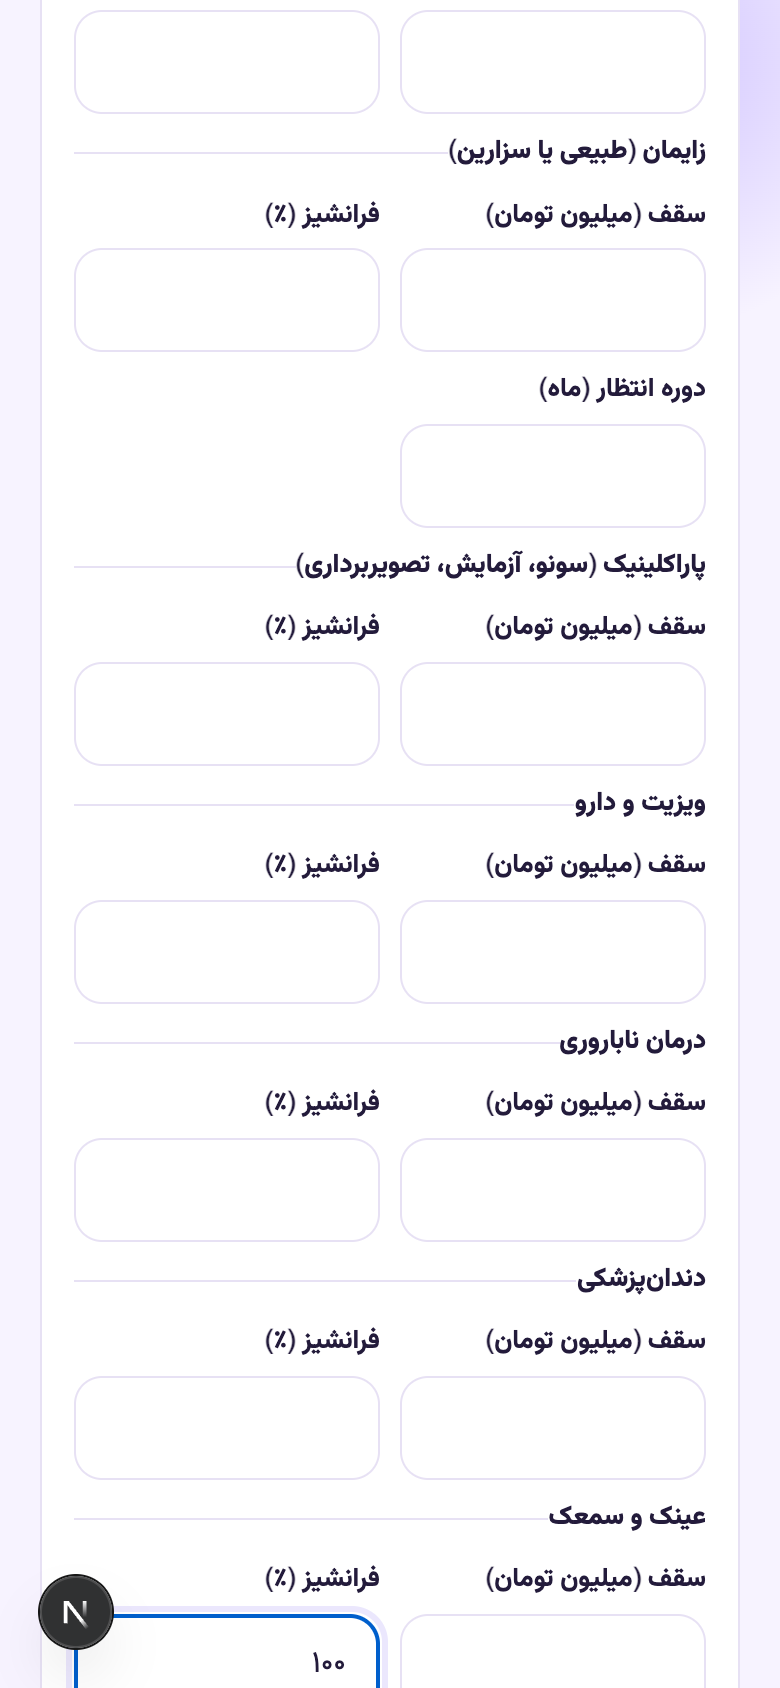 زایمان (طبیعی یا سزارین)
سقف (میلیون تومان)
فرانشیز (٪)
دوره انتظار (ماه)
پاراکلینیک (سونو، آزمایش، تصویربرداری)
سقف (میلیون تومان)
فرانشیز (٪)
ویزیت و دارو
سقف (میلیون تومان)
فرانشیز (٪)
درمان ناباروری
سقف (میلیون تومان)
فرانشیز (٪)
دندان‌پزشکی
سقف (میلیون تومان)
فرانشیز (٪)
عینک و سمعک
سقف (میلیون تومان)
فرانشیز (٪)
۱۰۰
N